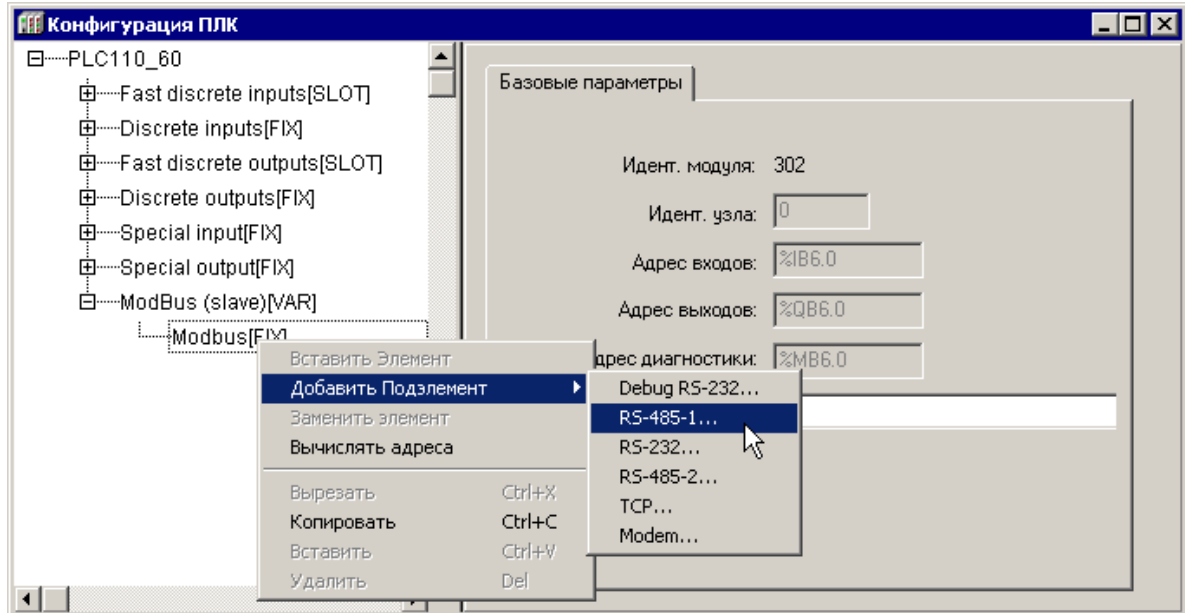 Конфигурация ПЛК
PLC110_60
Fast discrete inputs[SLOT]
Discrete inputs[FIX]
Fast discrete outputs[SLOT]
Discrete outputs[FIX]
Special input[FIX]
Special output[FIX]
ModBus (slave)[VAR]
Modbus[FIX]
Базовые параметры
Идент. модуля: 302
Идент. узла: 0
Адрес входов: %IB6.0
Адрес выходов: %QB6.0
дрес диагностики: %MB6.0
Вставить Элемент
Добавить Подэлемент
Заменить элемент
Вычислять адреса
Вырезать Ctrl+X
Копировать Ctrl+C
Вставить Ctrl+V
Удалить Del
Debug RS-232...
RS-485-1...
RS-232...
RS-485-2...
TCP...
Modem...